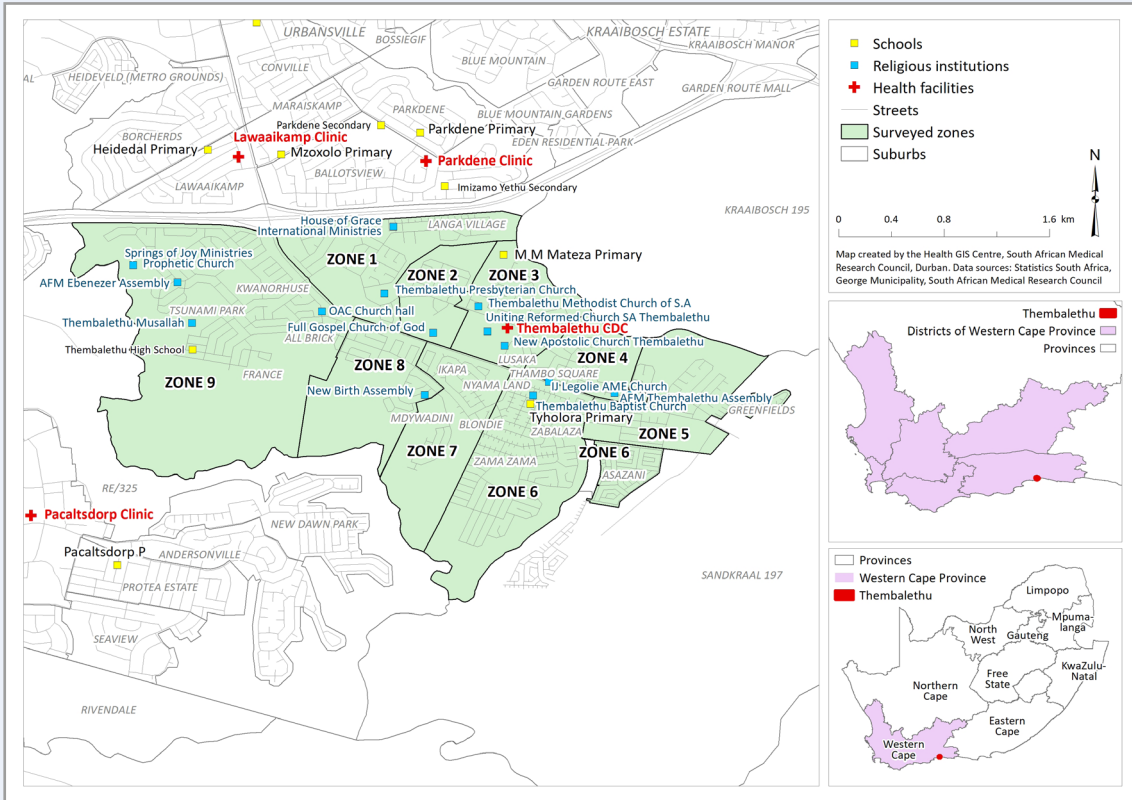 URBANSVILLE
BOSSIEGIF
KRAAIBOSCH ESTATE
KRAAIBOSCH MANOR
BLUE MOUNTAIN
HEIDEVELD (METRO GROUNDS)
CONVILLE
GARDEN ROUTE EAST
GARDEN ROUTE MALL
MARAISKAMP
PARKDENE
BLUE MOUNTAIN GARDENS
Parkdene Secondary
Parkdene Primary
BORCHERDS
Lawaaikamp Clinic
EDEN RESIDENTIAL PARK
Heidedal Primary
Mzoxolo Primary
Parkdene Clinic
BALLOTSVIEW
LAWAAIKAMP
Imizamo Yethu Secondary
KRAAIBOSCH 195
House of Grace
International Ministries
LANGA VILLAGE
Springs of Joy Ministries
Prophetic Church
ZONE 1
ZONE 2
M M Mateza Primary
ZONE 3
AFM Ebenezer Assembly
KWANORHUSE
Thembalethu Presbyterian Church
TSUNAMI PARK
OAC Church hall
Thembalethu Methodist Church of S.A
Uniting Reformed Church SA Thembalethu
Thembalethu Musallah
Full Gospel Church of God
Thembalethu CDC
ALL BRICK
New Apostolic Church Thembalethu
Thembalethu High School
LUSAKA
ZONE 4
ZONE 8
IKAPA
THAMBO SQUARE
FRANCE
ZONE 9
NYAMA LAND
IJ Legolie AME Church
New Birth Assembly
AFM Thembalethu Assembly
Thembalethu Baptist Church
GREENFIELDS
MDYWADINI
BLONDIE
Tyholora Primary
ZABALAZA
ZONE 5
ZONE 7
ZONE 6
ZAMA ZAMA
ASAZANI
ZONE 6
RE/325
Pacaltsdorp Clinic
NEW DAWN PARK
Pacaltsdorp P
ANDERSONVILLE
PROTEA ESTATE
SANDKRAAL 197
SEAVIEW
RIVENDALE
Schools
Religious institutions
Health facilities
Streets
Surveyed zones
Suburbs
N
0 0.4 0.8 1.6 km
Map created by the Health GIS Centre, South African Medical
Research Council, Durban. Data sources: Statistics South Africa,
George Municipality, South African Medical Research Council
Thembalethu
Districts of Western Cape Province
Provinces
Provinces
Western Cape Province
Thembalethu
Limpopo
Mpuma-
langa
North
West
Gauteng
KwaZulu-
Natal
Free
State
Northern
Cape
Eastern
Cape
Western
Cape